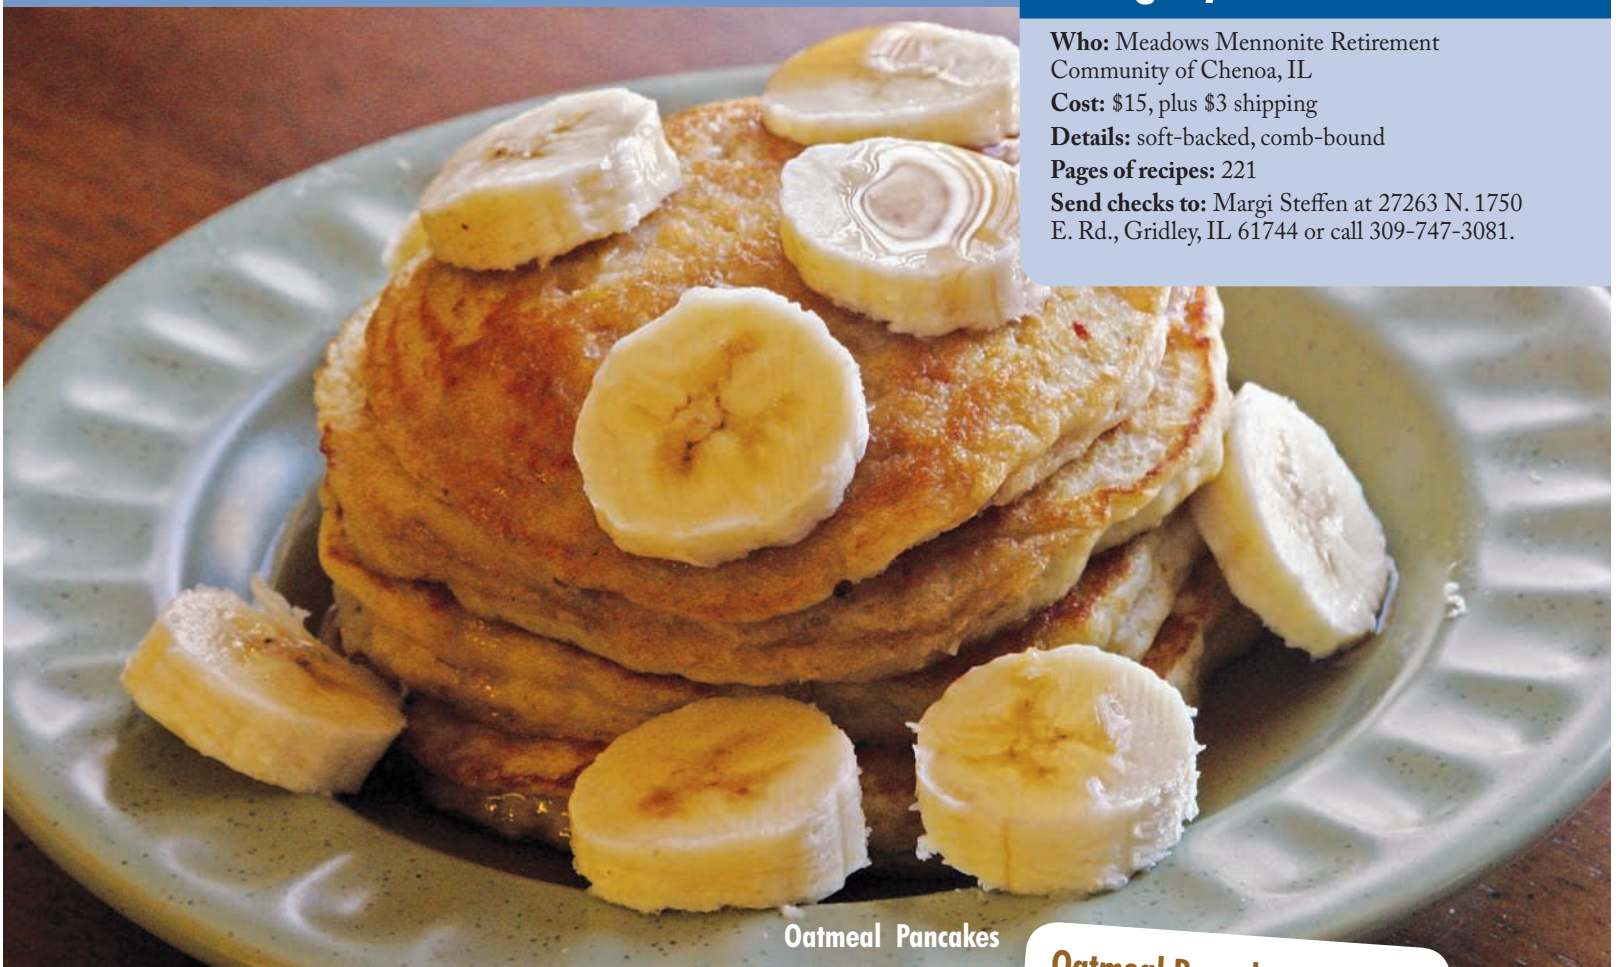 Who: Meadows Mennonite Retirement
Community of Chenoa, IL
Cost: $15, plus $3 shipping
Details: soft-backed, comb-bound
Pages of recipes: 221
Send checks to: Margi Steffen at 27263 N. 1750
E. Rd., Gridley, IL 61744 or call 309-747-3081.
Oatmeal Pancakes
Oatmeal